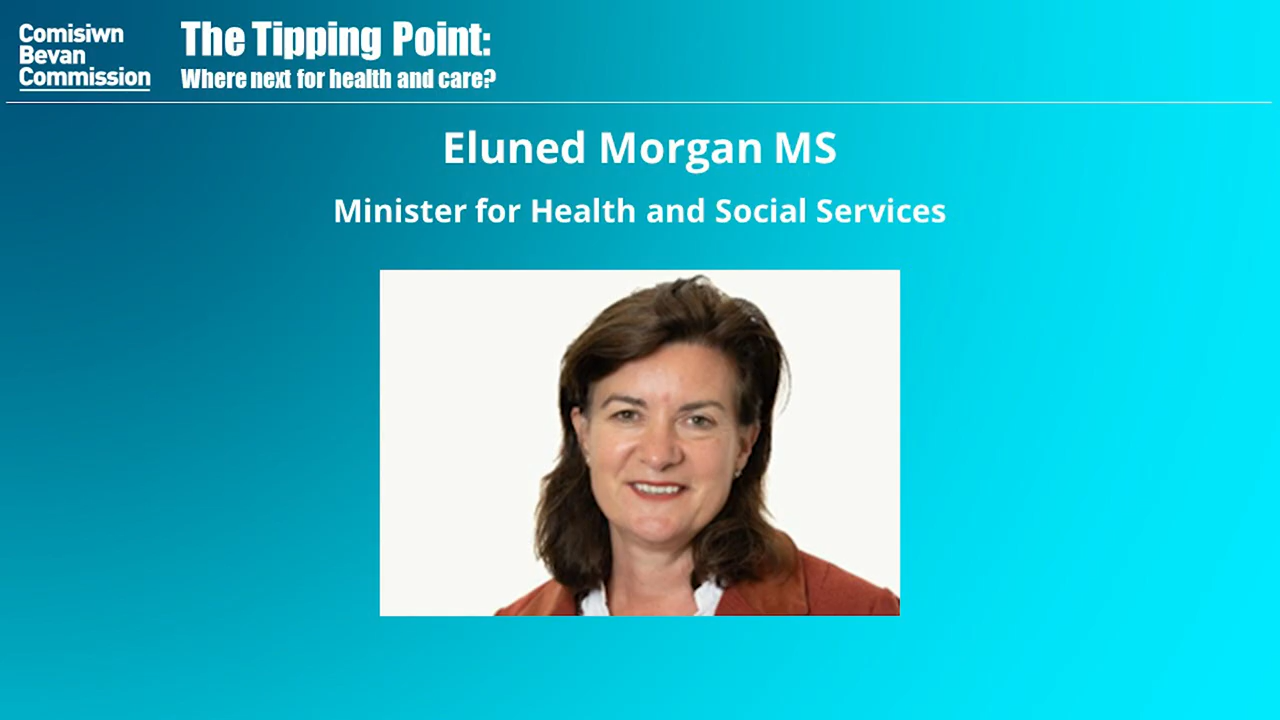 Comisiwn
Bevan
Commission
The Tipping Point:
Where next for health and care?
Eluned Morgan MS
Minister for Health and Social Services